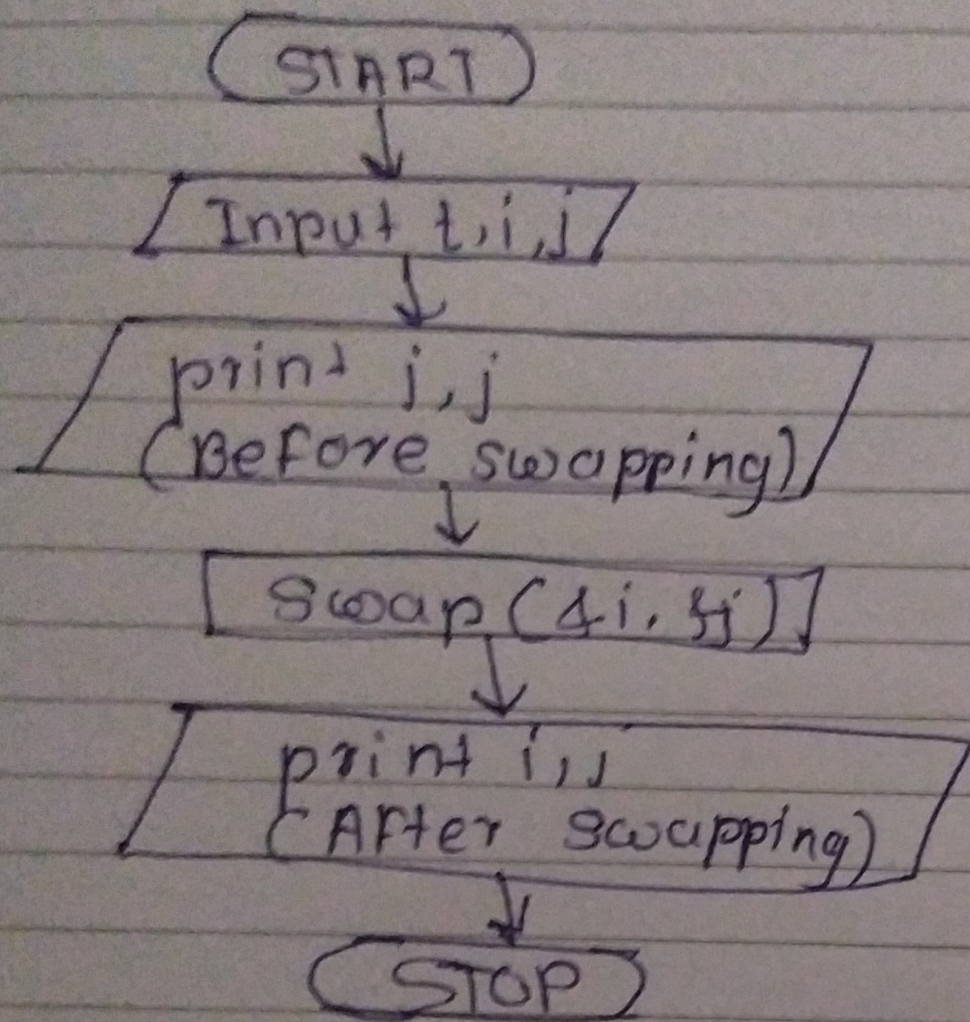 START
Input t,i,j
print j,j
(Before swapping)
Swap(&i, &j)
print i,j
(After swapping)
STOP